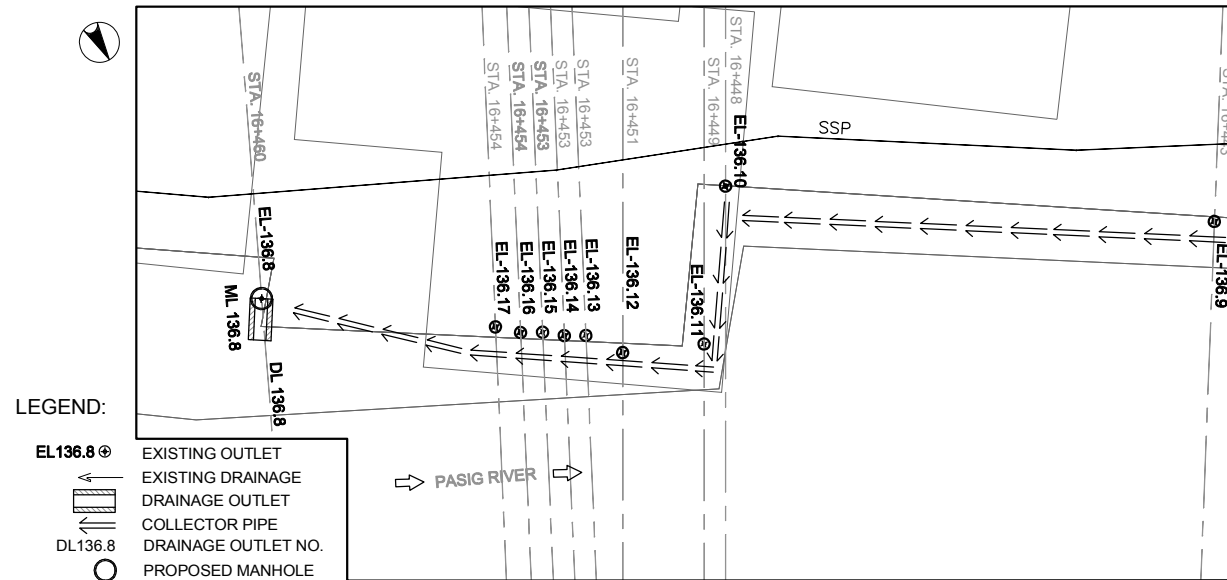 STA. 16+460
STA. 16+454
STA. 16+454
STA. 16+453
STA. 16+453
STA. 16+453
STA. 16+451
STA. 16+449
STA. 16+448
SSP
EL-136.8
ML 136.8
DL 136.8
EL-136.17
EL-136.16
EL-136.15
EL-136.14
EL-136.13
EL-136.12
EL-136.11
EL-136.10
EL-136.9
PASIG RIVER
LEGEND:
EL136.8 EXISTING OUTLET
EXISTING DRAINAGE
DRAINAGE OUTLET
COLLECTOR PIPE
DL136.8 DRAINAGE OUTLET NO.
PROPOSED MANHOLE